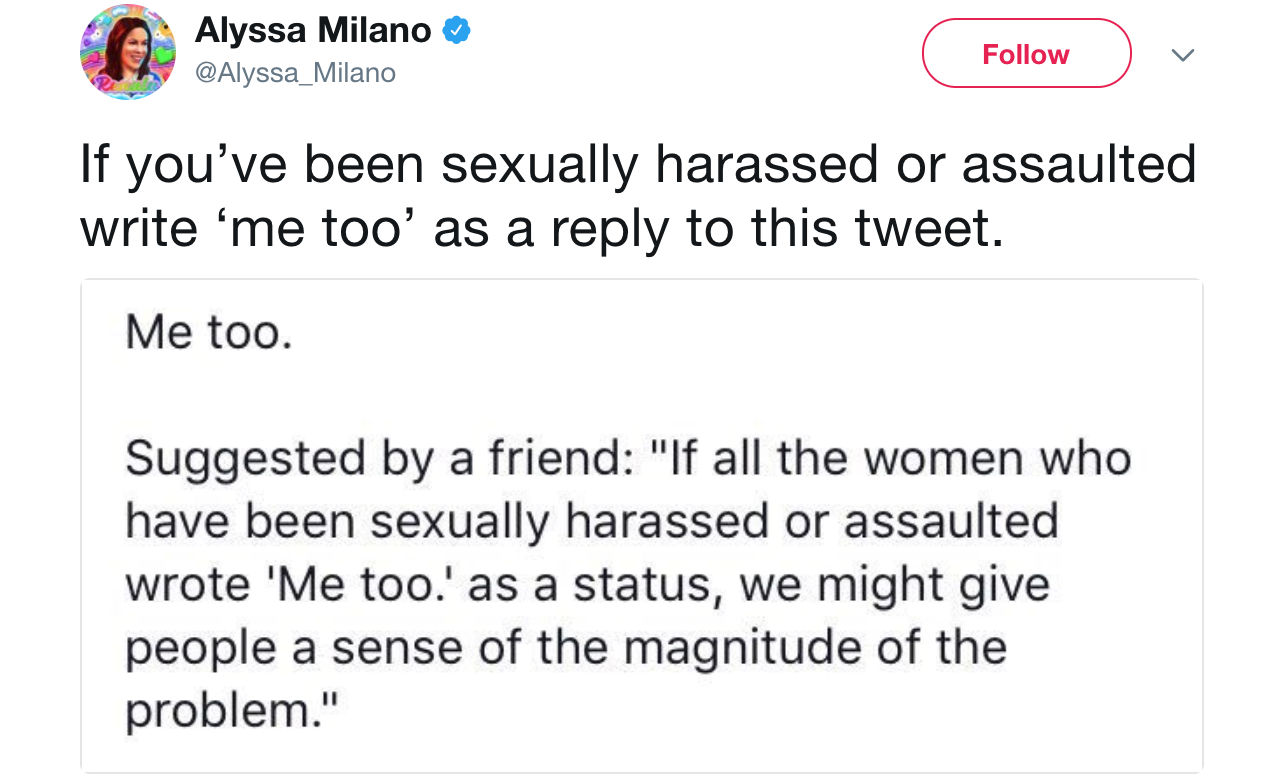 Alyssa Milano
@Alyssa_Milano
Follow
If you’ve been sexually harassed or assaulted
write ‘me too’ as a reply to this tweet.
Me too.
Suggested by a friend: "If all the women who
have been sexually harassed or assaulted
wrote 'Me too.' as a status, we might give
people a sense of the magnitude of the
problem."